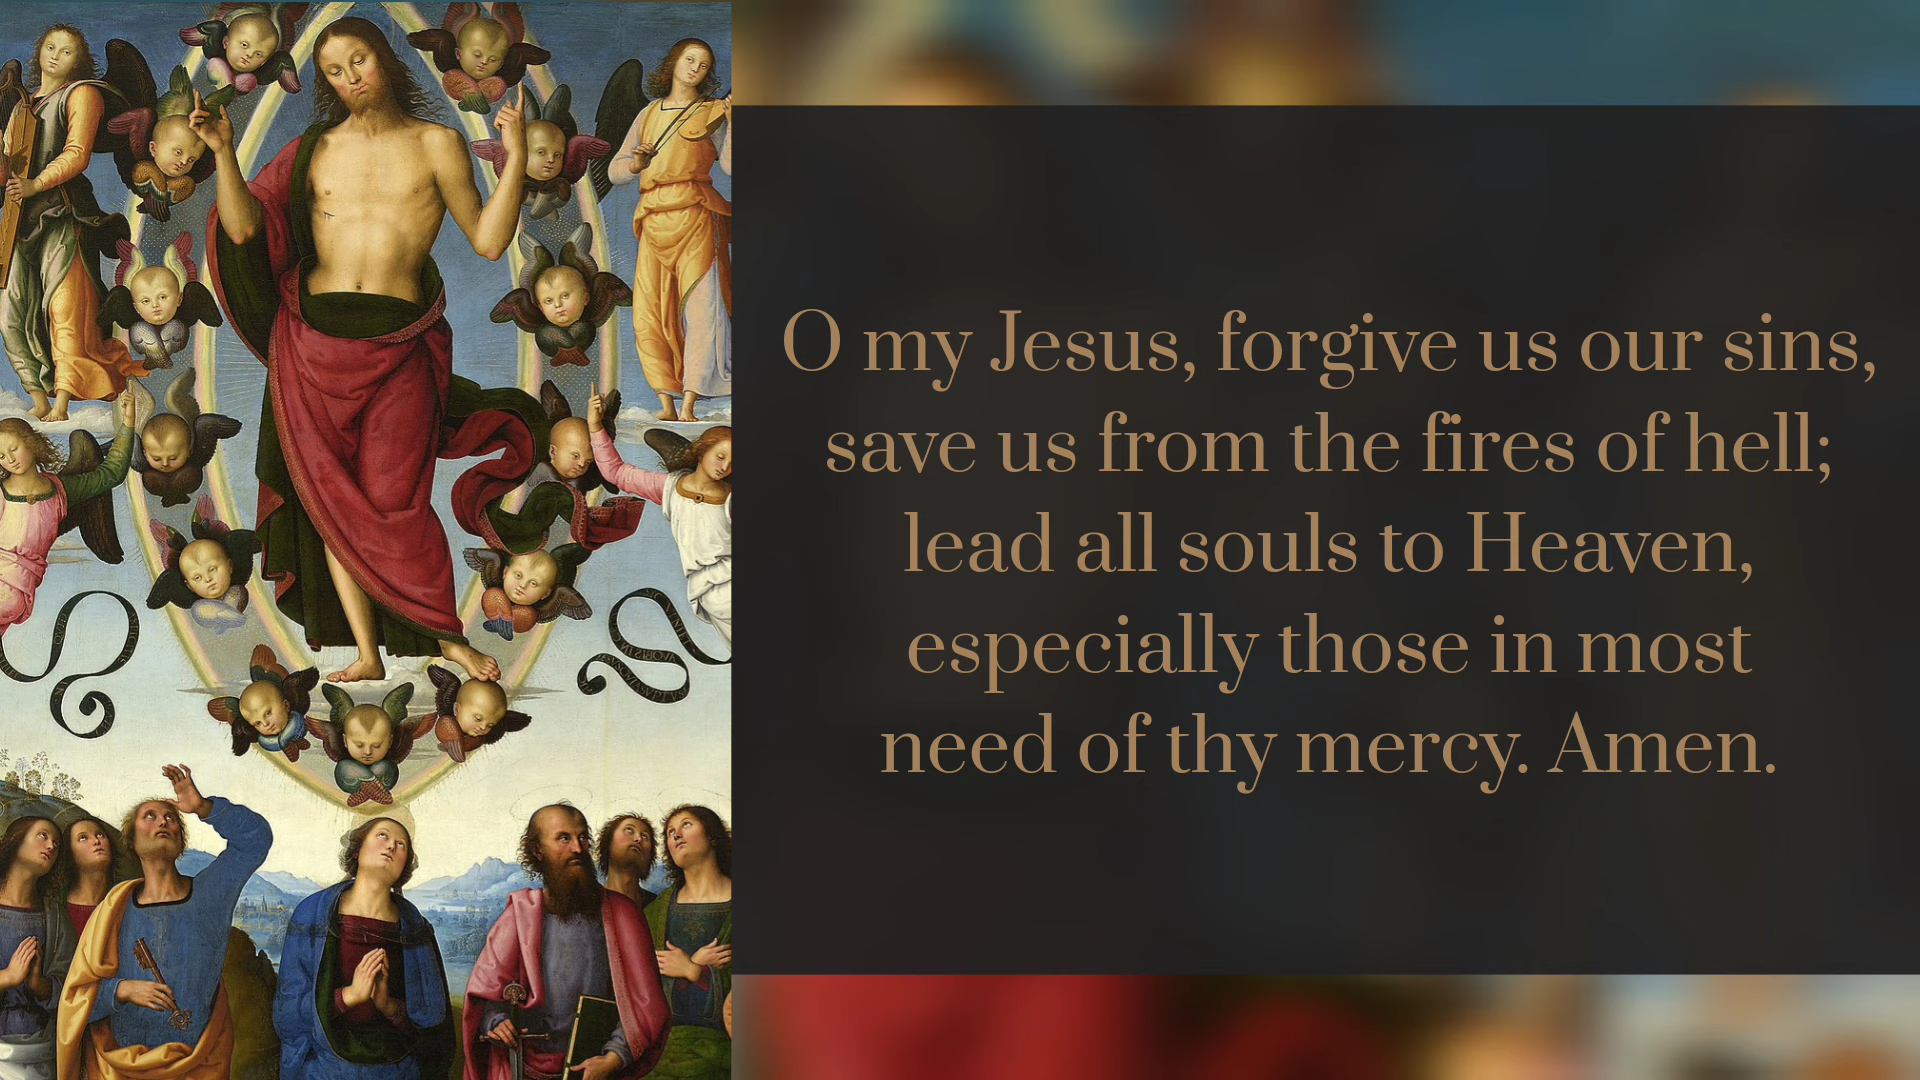 O my Jesus, forgive us our sins,
save us from the fires of hell;
lead all souls to Heaven,
especially those in most
need of thy mercy. Amen.